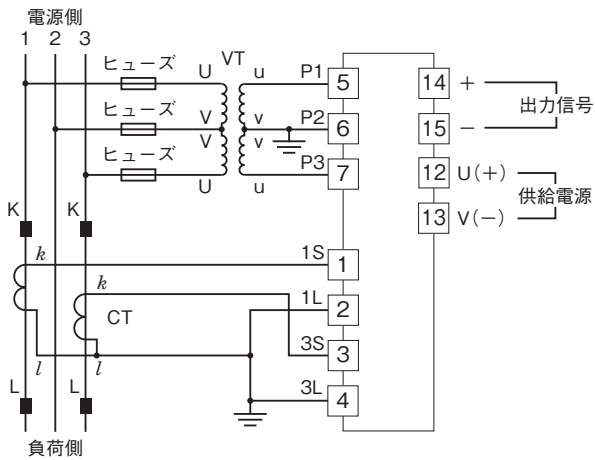 電源側
1 2 3
ヒューズ
VT
U
u
P1
5
14
+
出力信号
ヒューズ
V
v
P2
6
15
−
ヒューズ
V
v
U
u
P3
7
12
U(+)
供給電源
13
V(−)
K
K
k
1S
1
k
1L
2
CT
3S
3
l
l
L
L
3L
4
負荷側